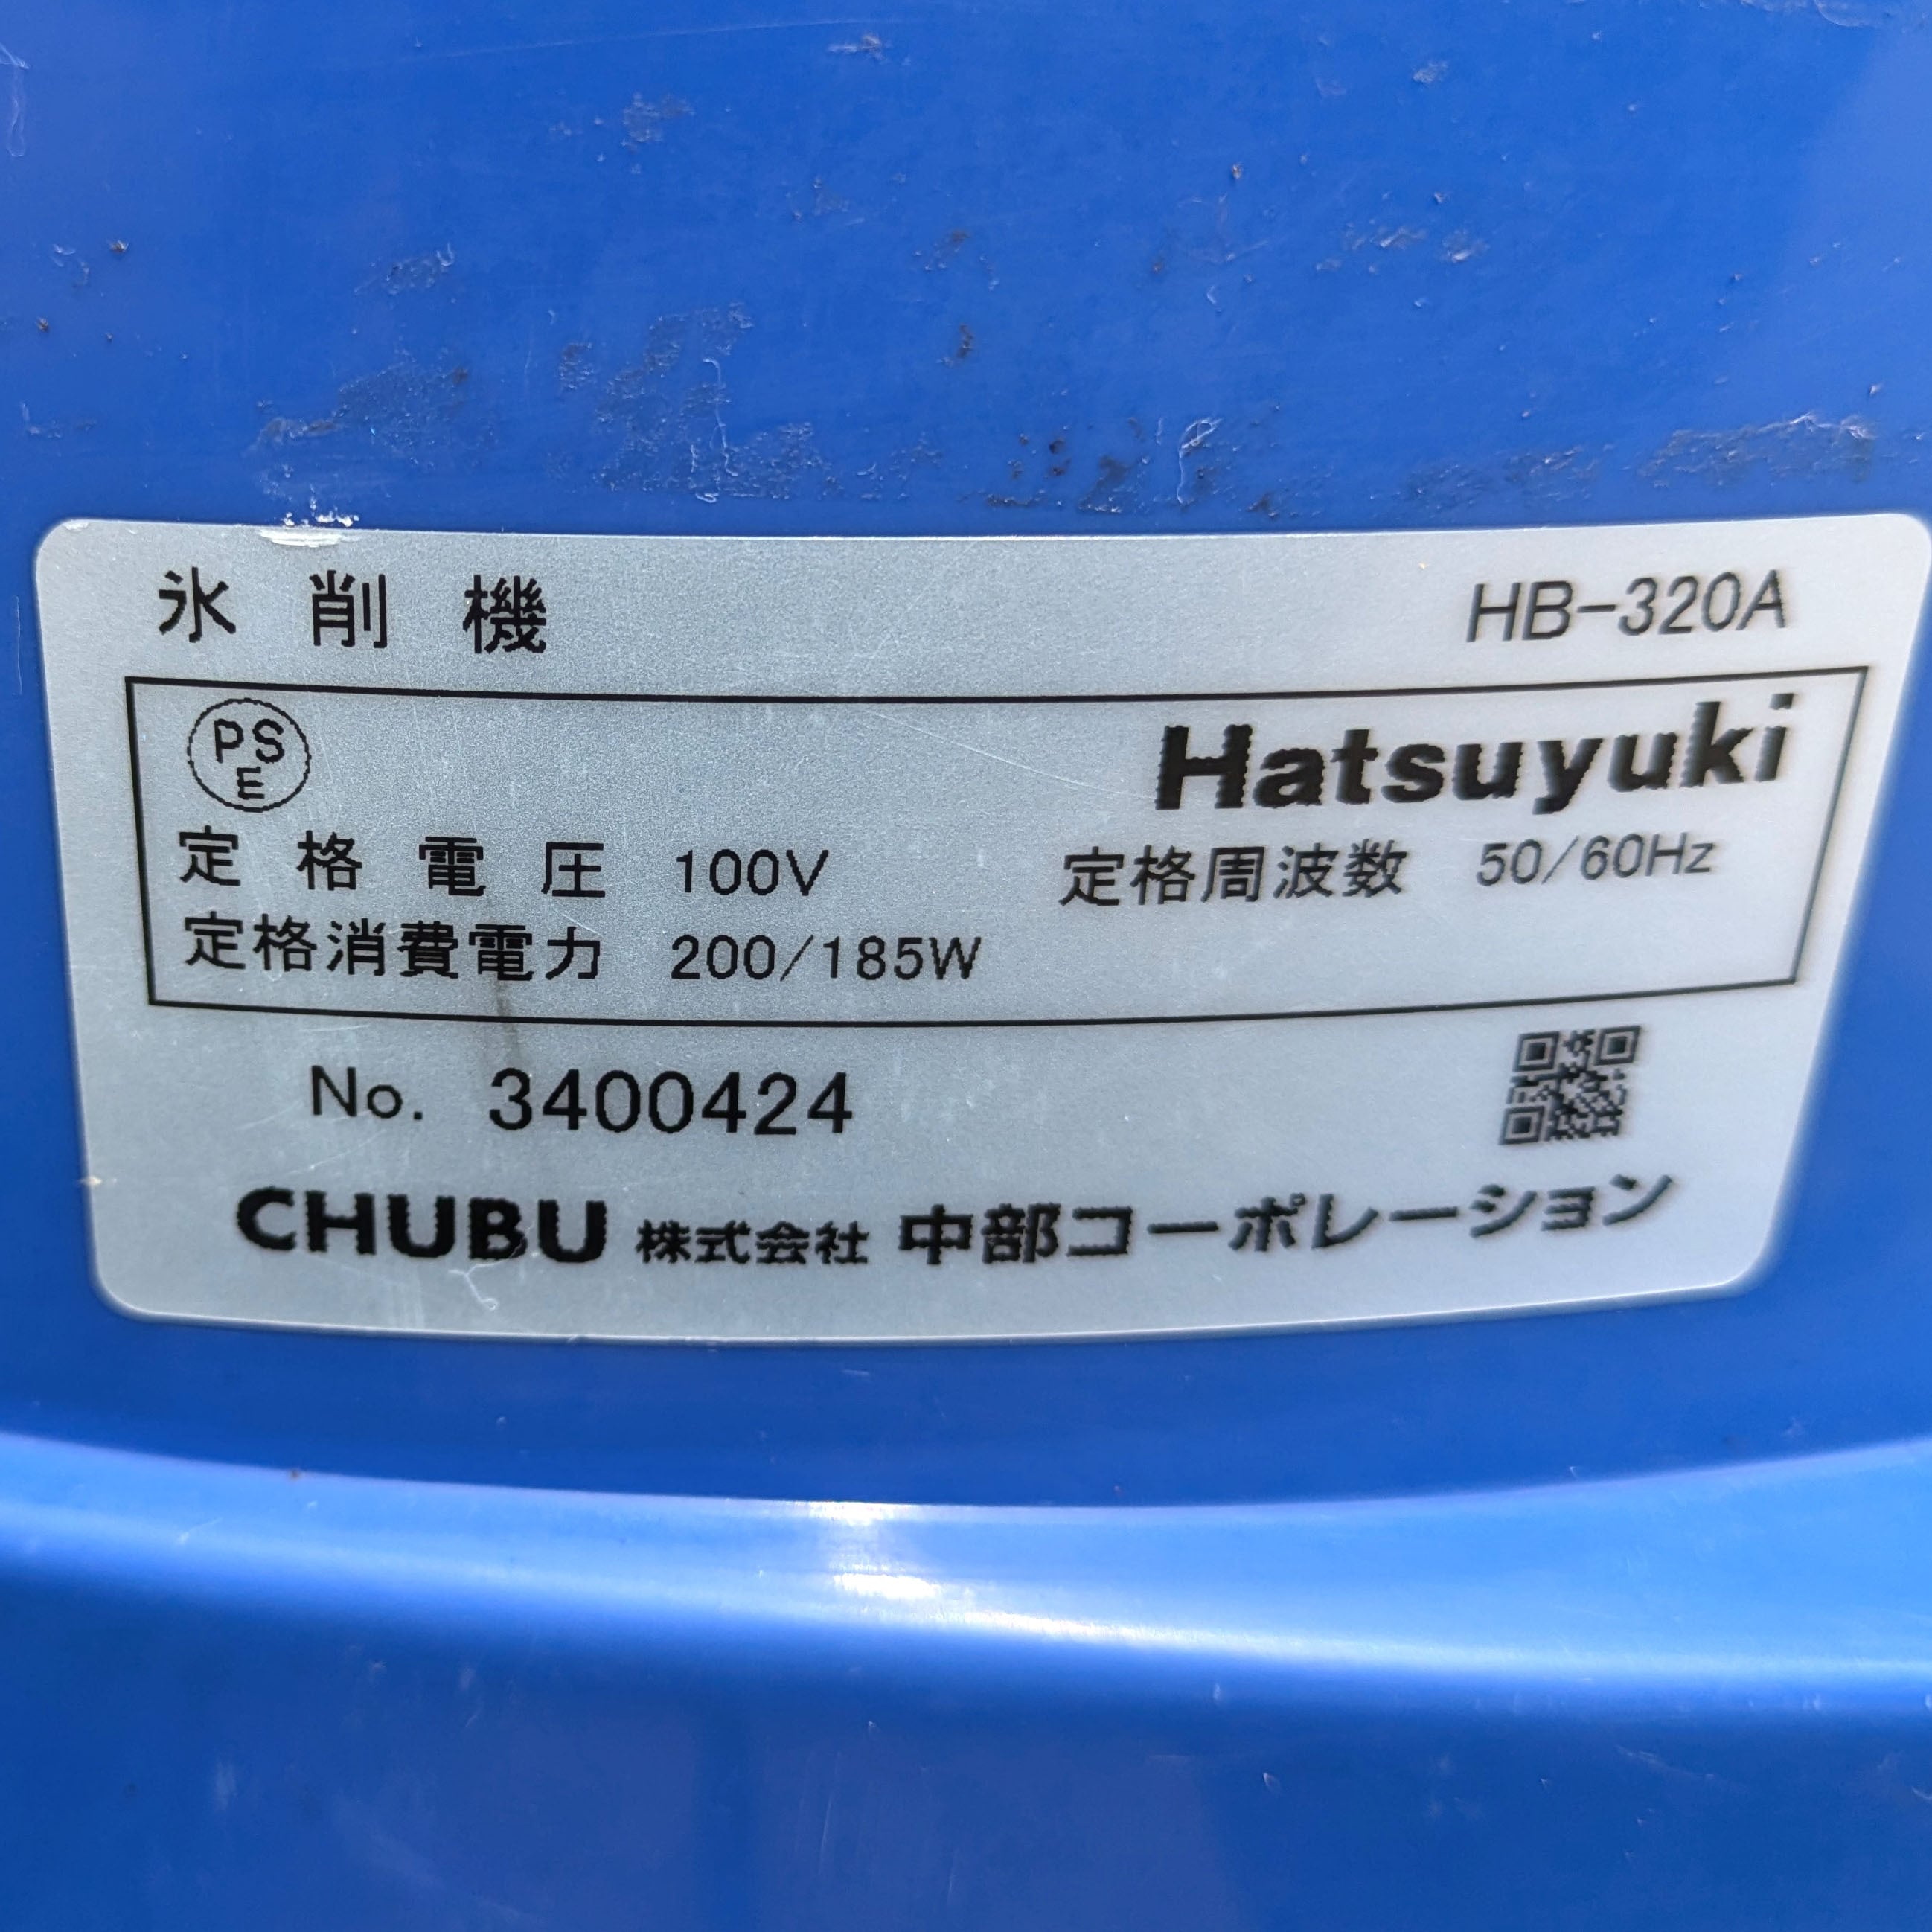 氷削機 HB-320A
PS
E
Hatsuyuki
定格電圧 100V 定格周波数 50/60Hz
定格消費電力 200/185W
No. 3400424
CHUBU 株式会社 中部コーポレーション